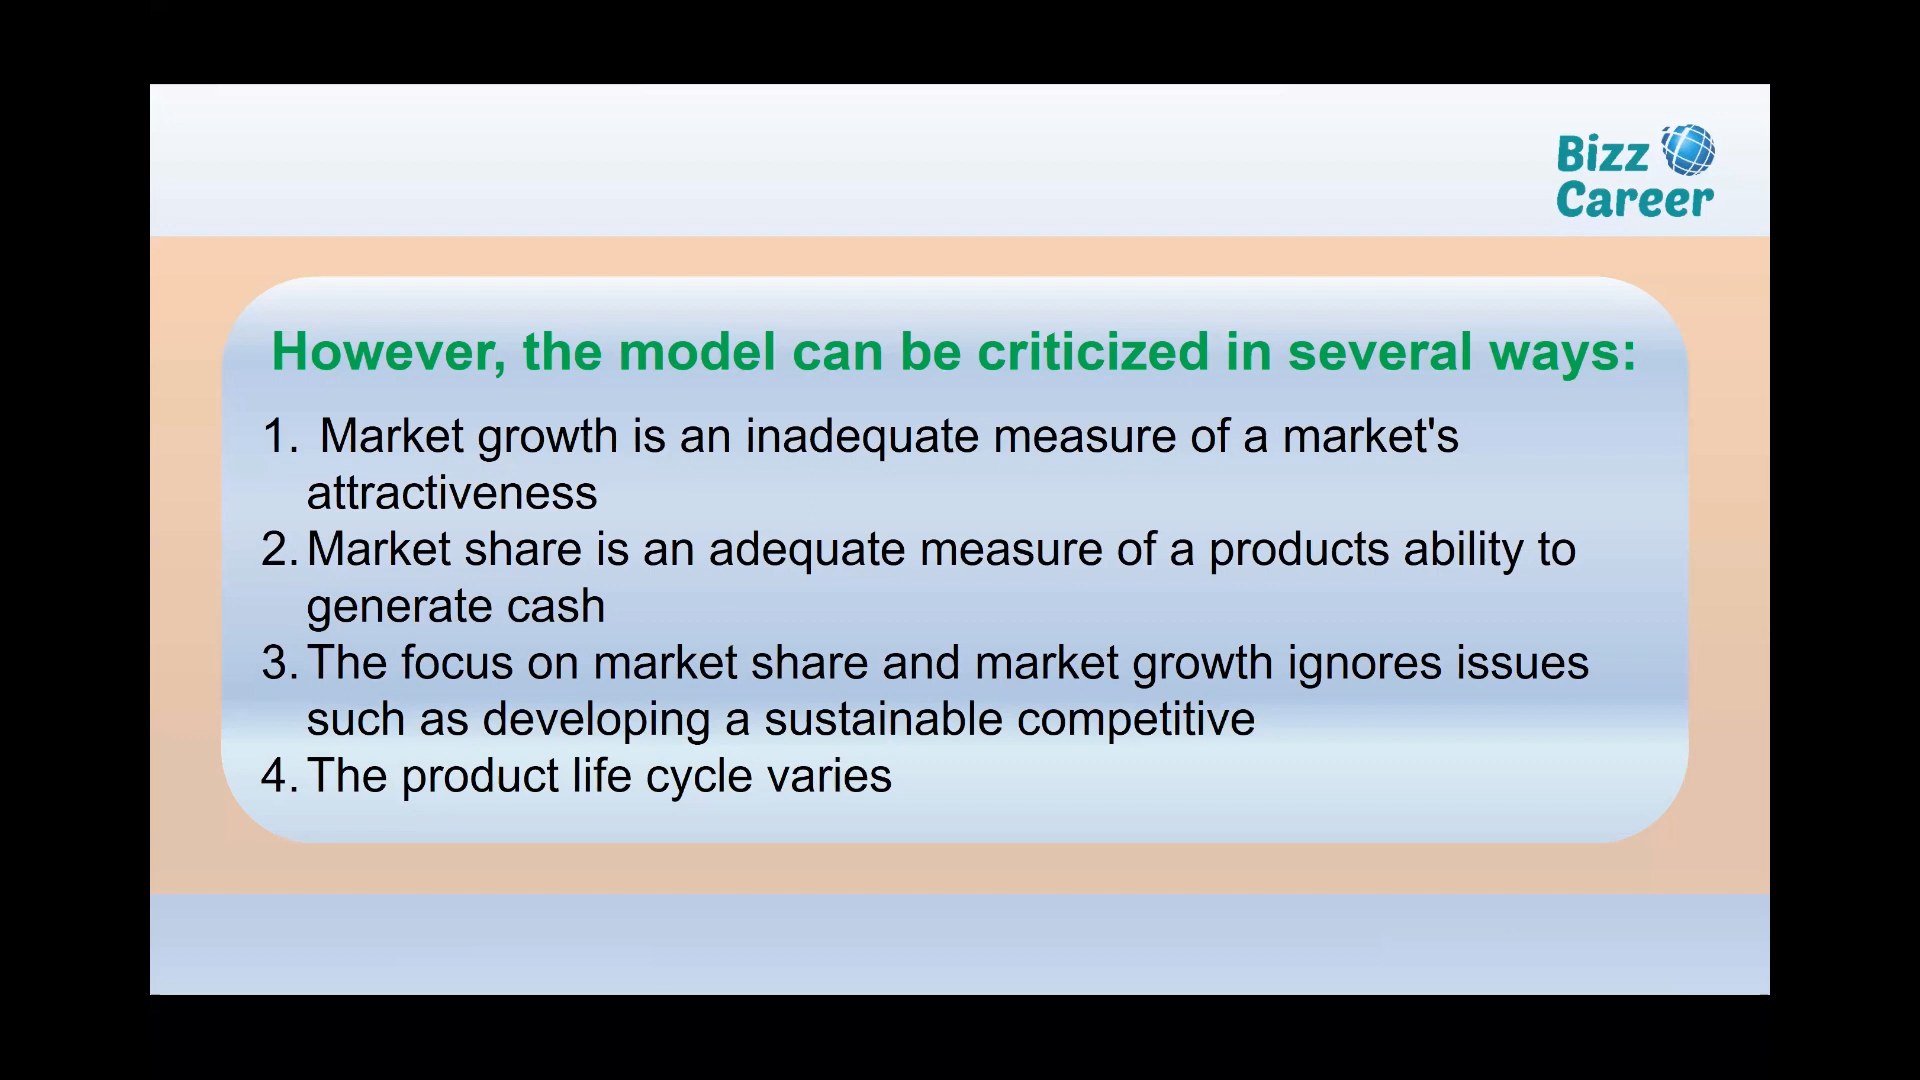 Bizz
Career
However, the model can be criticized in several ways:
1. Market growth is an inadequate measure of a market's
attractiveness
2. Market share is an adequate measure of a products ability to
generate cash
3. The focus on market share and market growth ignores issues
such as developing a sustainable competitive
4. The product life cycle varies